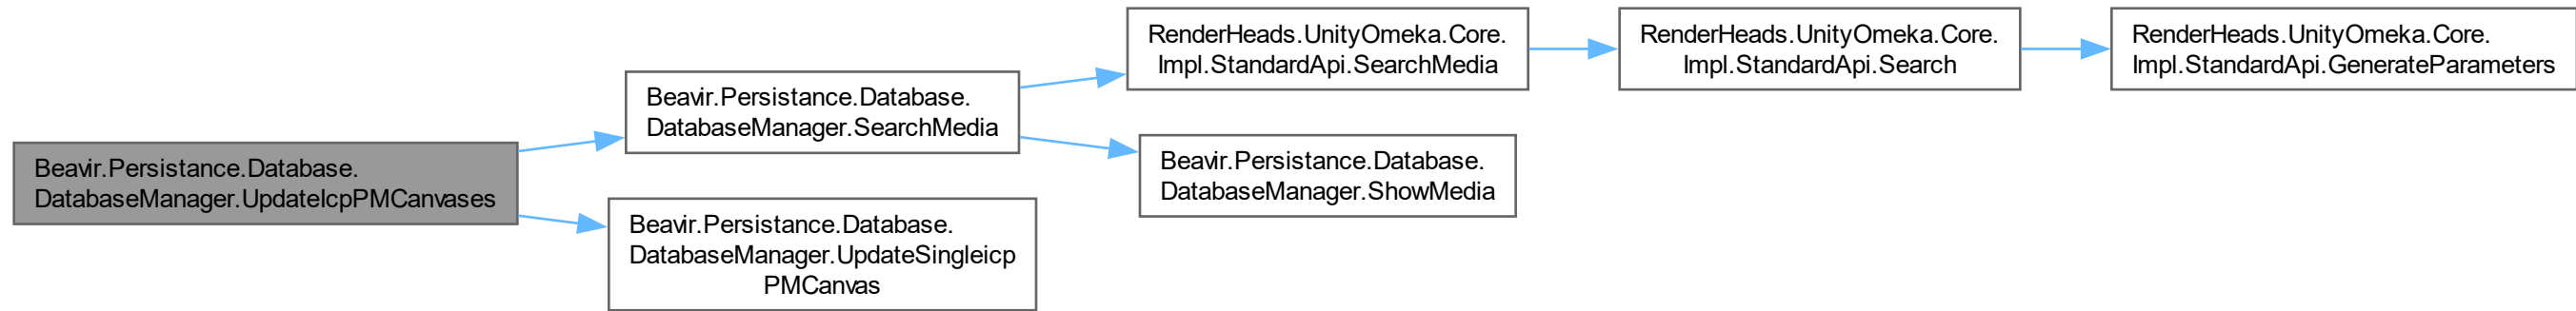 Beavir.Persistance.Database.
DatabaseManager.UpdateIcpPMCanvases
Beavir.Persistance.Database.
DatabaseManager.SearchMedia
RenderHeads.UnityOmeka.Core.
Impl.StandardApi.SearchMedia
RenderHeads.UnityOmeka.Core.
Impl.StandardApi.Search
RenderHeads.UnityOmeka.Core.
Impl.StandardApi.GenerateParameters
Beavir.Persistance.Database.
DatabaseManager.ShowMedia
Beavir.Persistance.Database.
DatabaseManager.UpdateSingleicp
PMCanvas